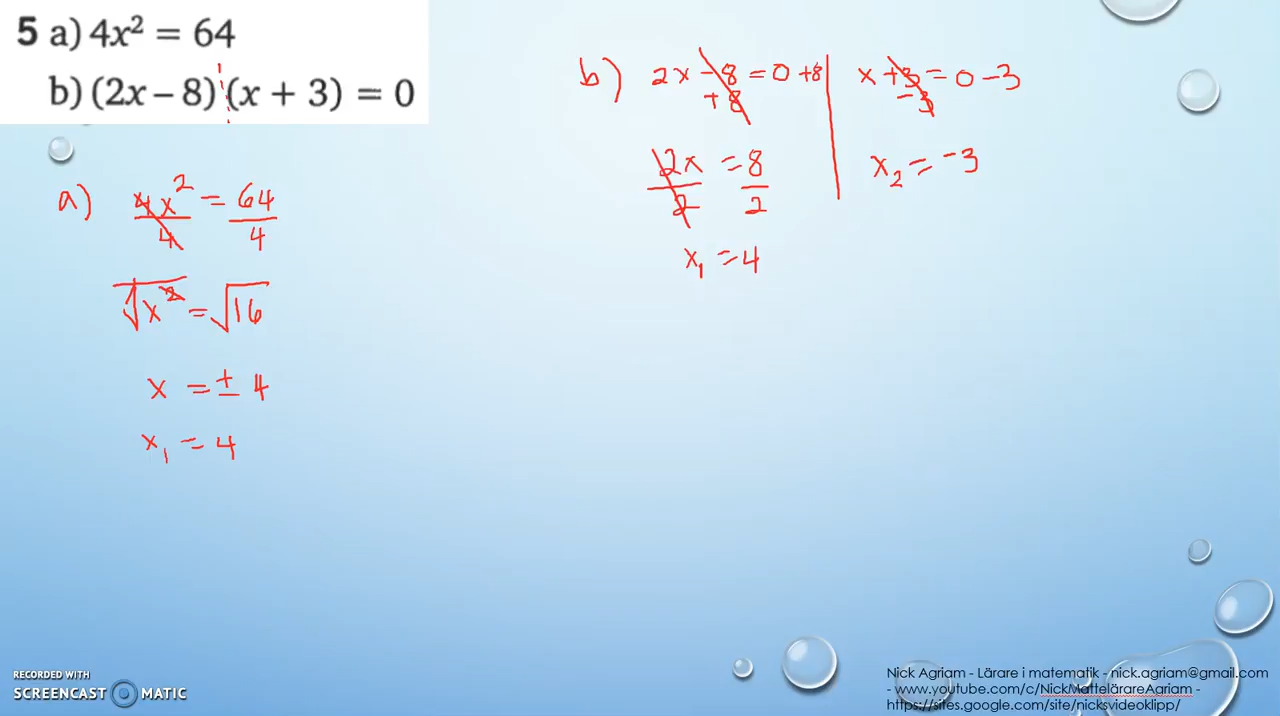 5 a) 4x² = 64
b) (2x – 8) (x + 3) = 0
a) 4x² = 64
4 4
√x² = √16
x = ± 4
x₁ = 4
b) 2x – 8 = 0 + 8
+ 8
2x = 8
2 2
x₁ = 4
x + 3 = 0 – 3
– 3
x₂ = –3
RECORDED WITH
SCREENCAST MATIC
Nick Agriam - Lärare i matematik - nick.agriam@gmail.com
- www.youtube.com/c/NickMattelärareAgriam -
https://sites.google.com/site/nicksvideoklipp/